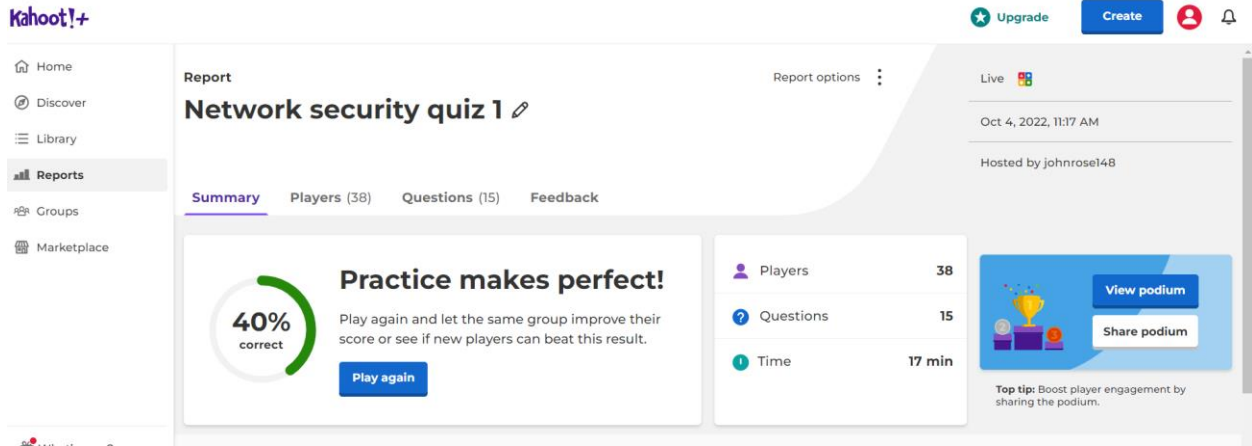 Kahoot!+
Upgrade
Create
Home
Discover
Library
Reports
Groups
Marketplace
Report
Report options
Network security quiz 1
Summary
Players (38)
Questions (15)
Feedback
Live
Oct 4, 2022, 11:17 AM
Hosted by johnrose148
40%
correct
Practice makes perfect!
Play again and let the same group improve their
score or see if new players can beat this result.
Play again
Players 38
Questions 15
Time 17 min
2
3
View podium
Share podium
Top tip: Boost player engagement by
sharing the podium.